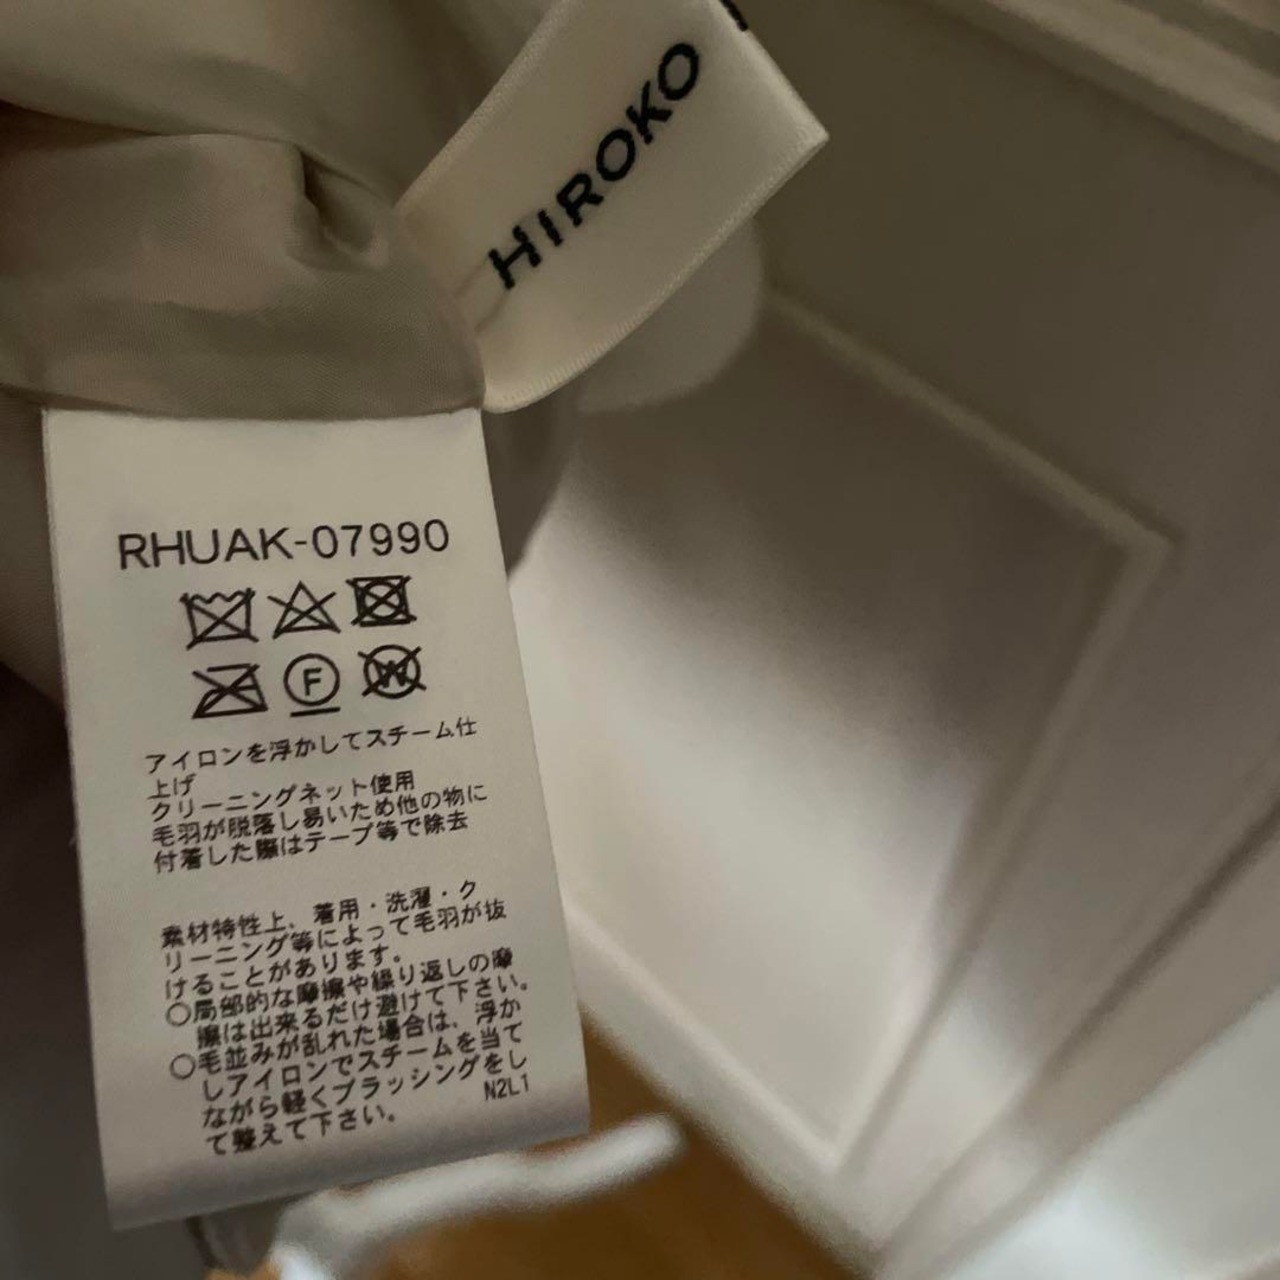 HIROKO
RHUAK-07990
F
W
アイロンを浮かしてスチーム仕
上げ
クリーニングネット使用
毛羽が脱落し易いため他の物に
付着した際はテープ等で除去
素材特性上、着用・洗濯・ク
リーニング等によって毛羽が抜
けることがあります。
○局部的な摩擦や繰り返しの摩
擦は出来るだけ避けて下さい。
○毛並みが乱れた場合は、浮か
しアイロンでスチームを当て
ながら軽くブラッシングをし
て整えて下さい。
N2L1